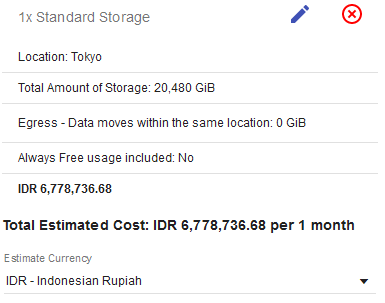 1x Standard Storage
Location: Tokyo
Total Amount of Storage: 20,480 GiB
Egress - Data moves within the same location: 0 GiB
Always Free usage included: No
IDR 6,778,736.68
Total Estimated Cost: IDR 6,778,736.68 per 1 month
Estimate Currency
IDR - Indonesian Rupiah